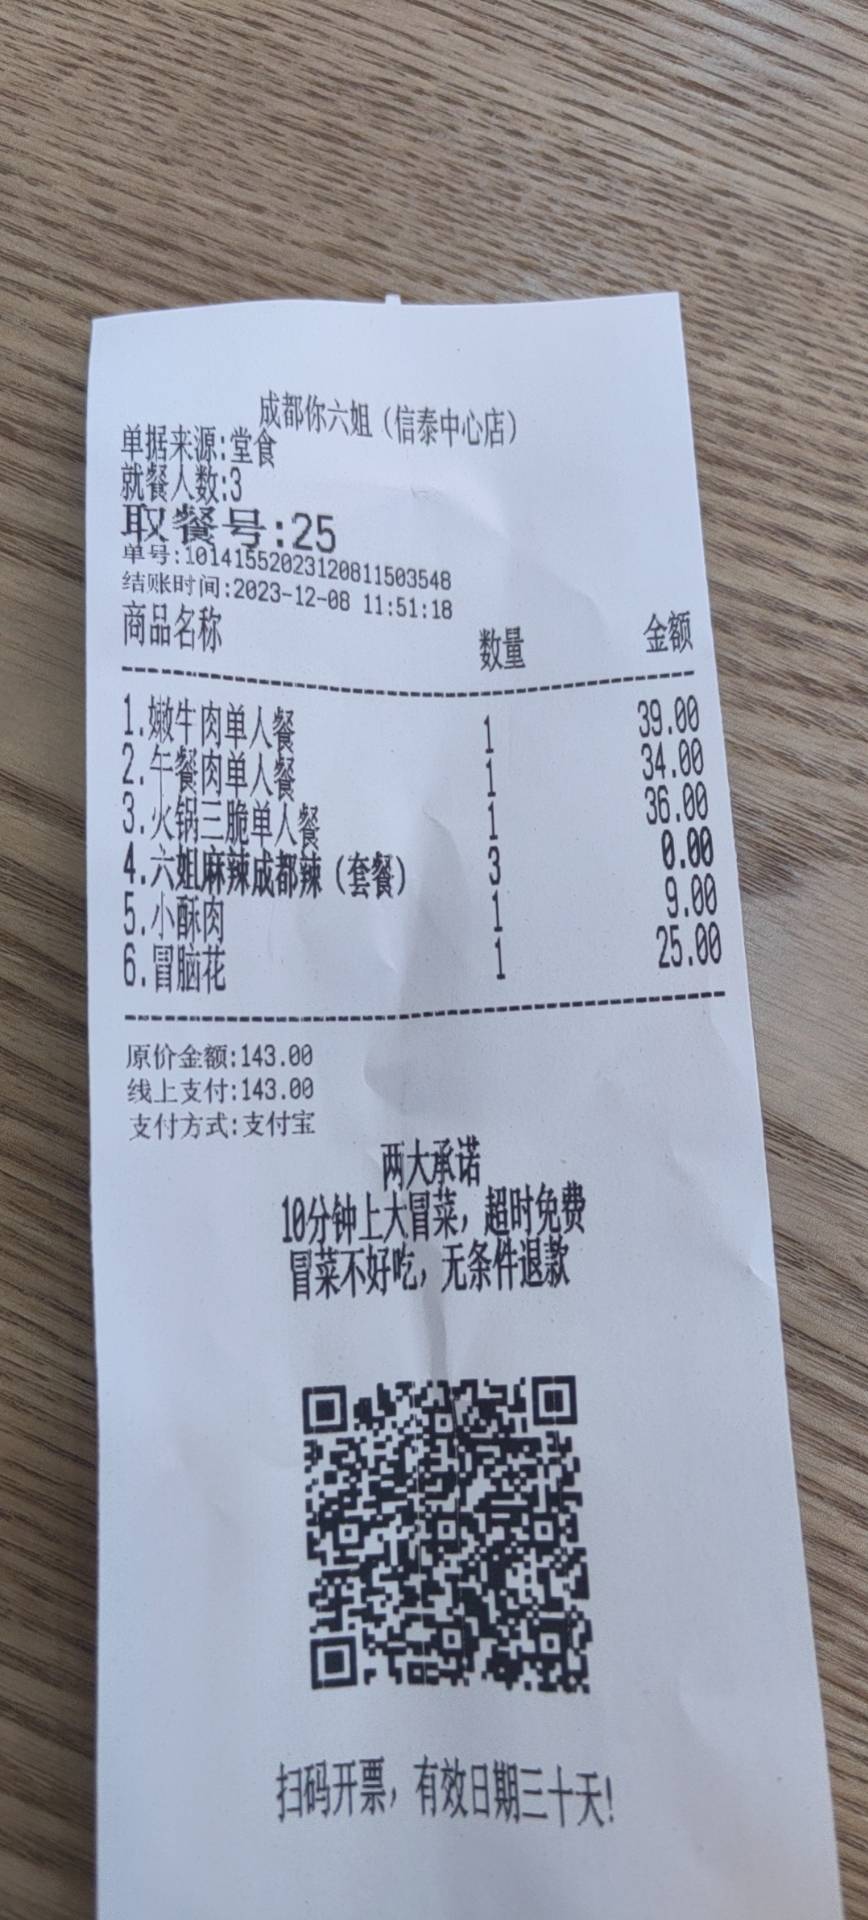 成都你六姐（信泰中心店）
单据来源:堂食
就餐人数:3
取餐号:25
单号:10141552023120811503548
结账时间:2023-12-08 11:51:18
商品名称 数量 金额
1.嫩牛肉单人餐 1 39.00
2.午餐肉单人餐 1 34.00
3.火锅三脆单人餐 1 36.00
4.六姐麻辣成都辣（套餐） 3 0.00
5.小酥肉 1 9.00
6.冒脑花 1 25.00
原价金额:143.00
线上支付:143.00
支付方式:支付宝
两大承诺
10分钟上大冒菜，超时免费
冒菜不好吃，无条件退款
扫码开票，有效日期三十天!